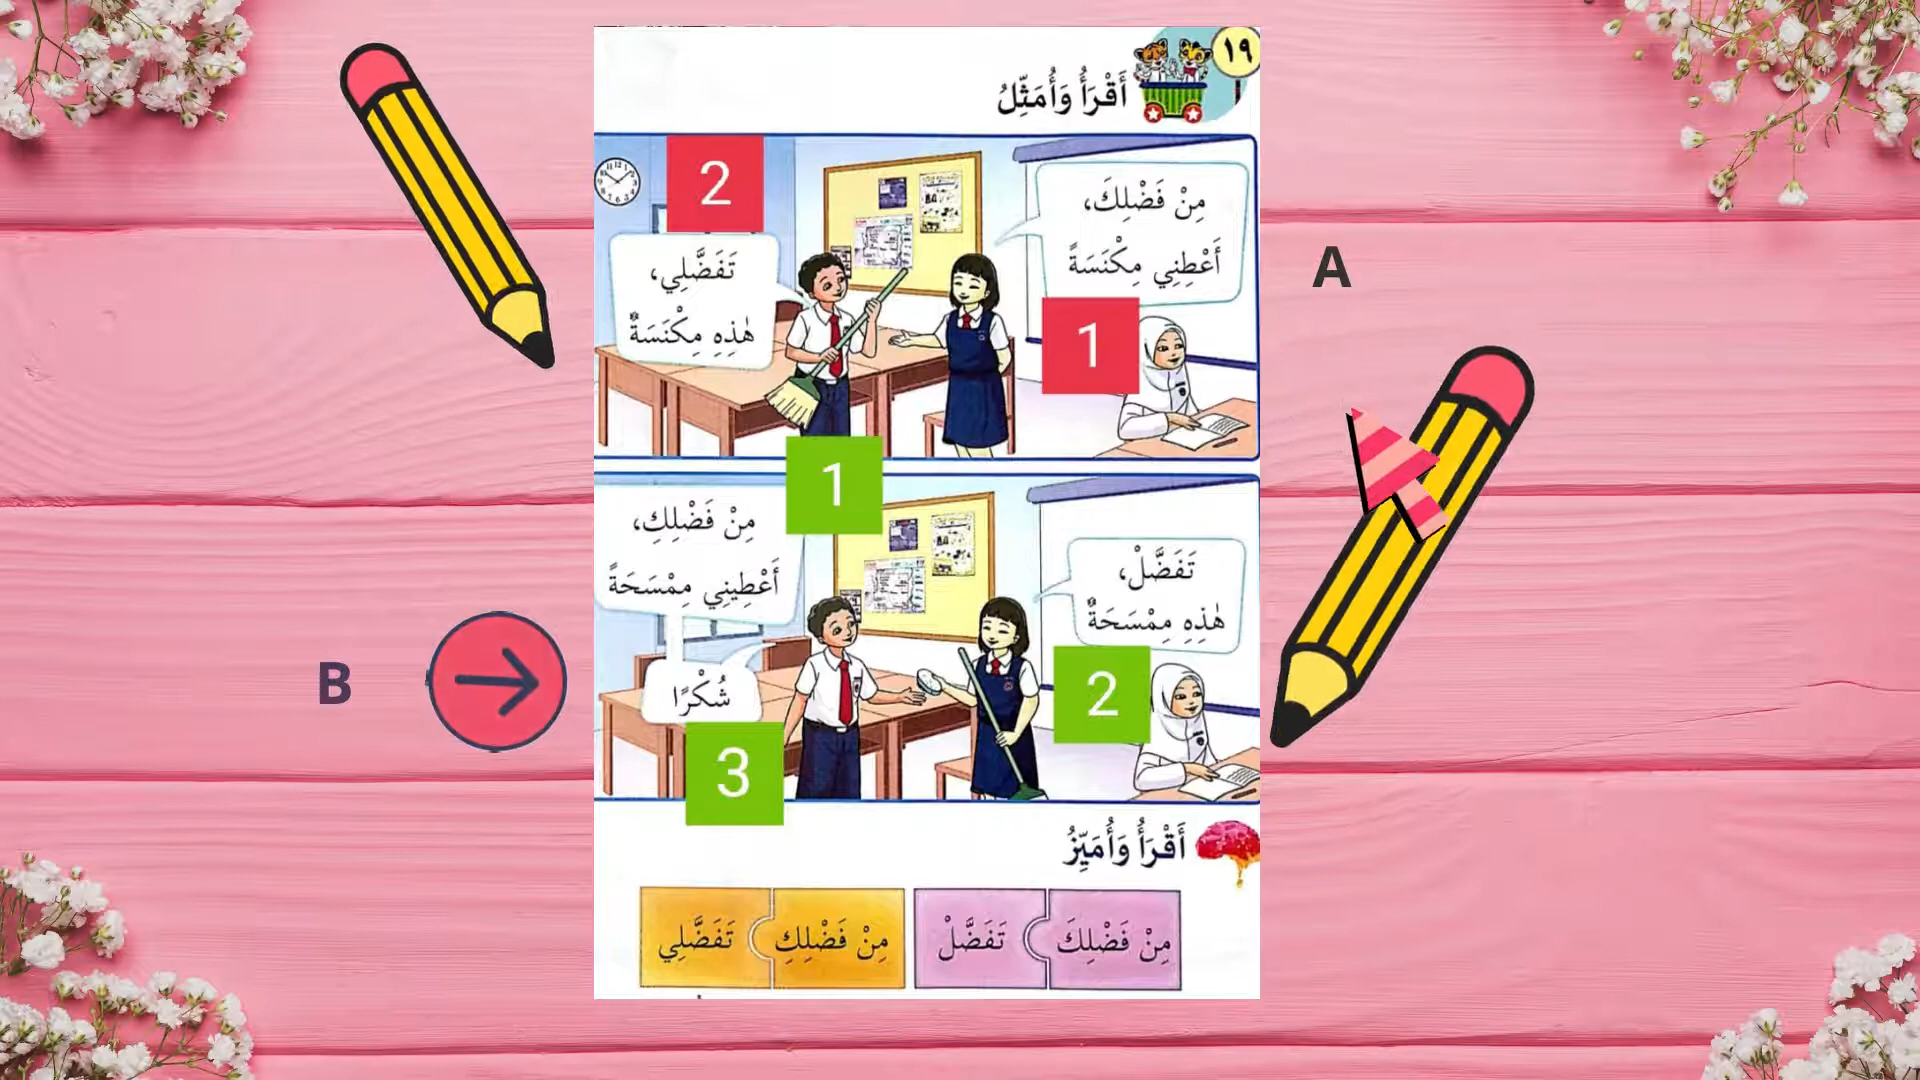 ١٩
أَقْرَأُ وَأُمَثِّلُ
2
مِنْ فَضْلِكَ،
أَعْطِنِي مِكْنَسَةً
A
تَفَضَّلِي،
هٰذِهِ مِكْنَسَةٌ
1
1
مِنْ فَضْلِكِ،
أَعْطِينِي مِمْسَحَةً
تَفَضَّلْ،
هٰذِهِ مِمْسَحَةٌ
B
شُكْرًا
2
3
أَقْرَأُ وَأُمَيِّزُ
مِنْ فَضْلِكَ تَفَضَّلْ مِنْ فَضْلِكِ تَفَضَّلِي